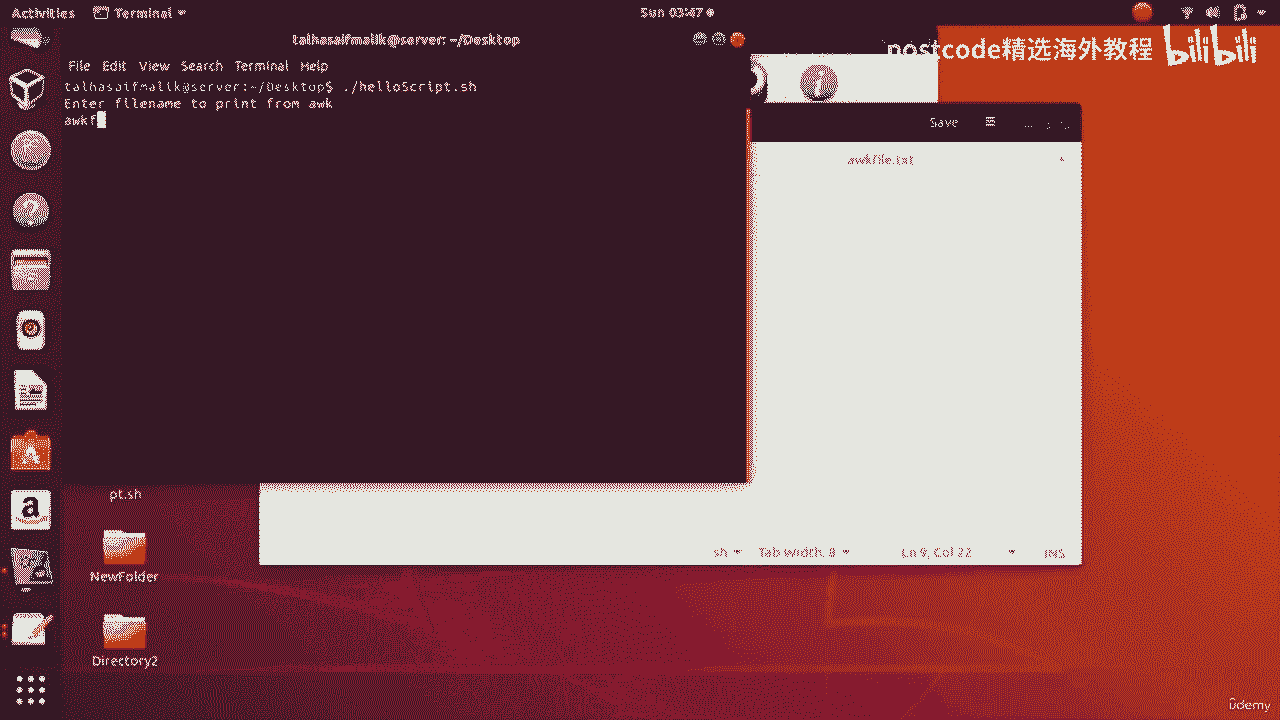 Activities Terminal Sun 03:47
talhasaifmalik@server: ~/Desktop
postcode精选海外教程 bilibili
File Edit View Search Terminal Help
talhasaifmalik@server:~/Desktop$ ./helloScript.sh
Enter filename to print from awk
awkf
Save
awkfile.txt
pt.sh
sh Tab Width: 8 Ln 9, Col 22 INS
NewFolder
Directory2
ûdemy